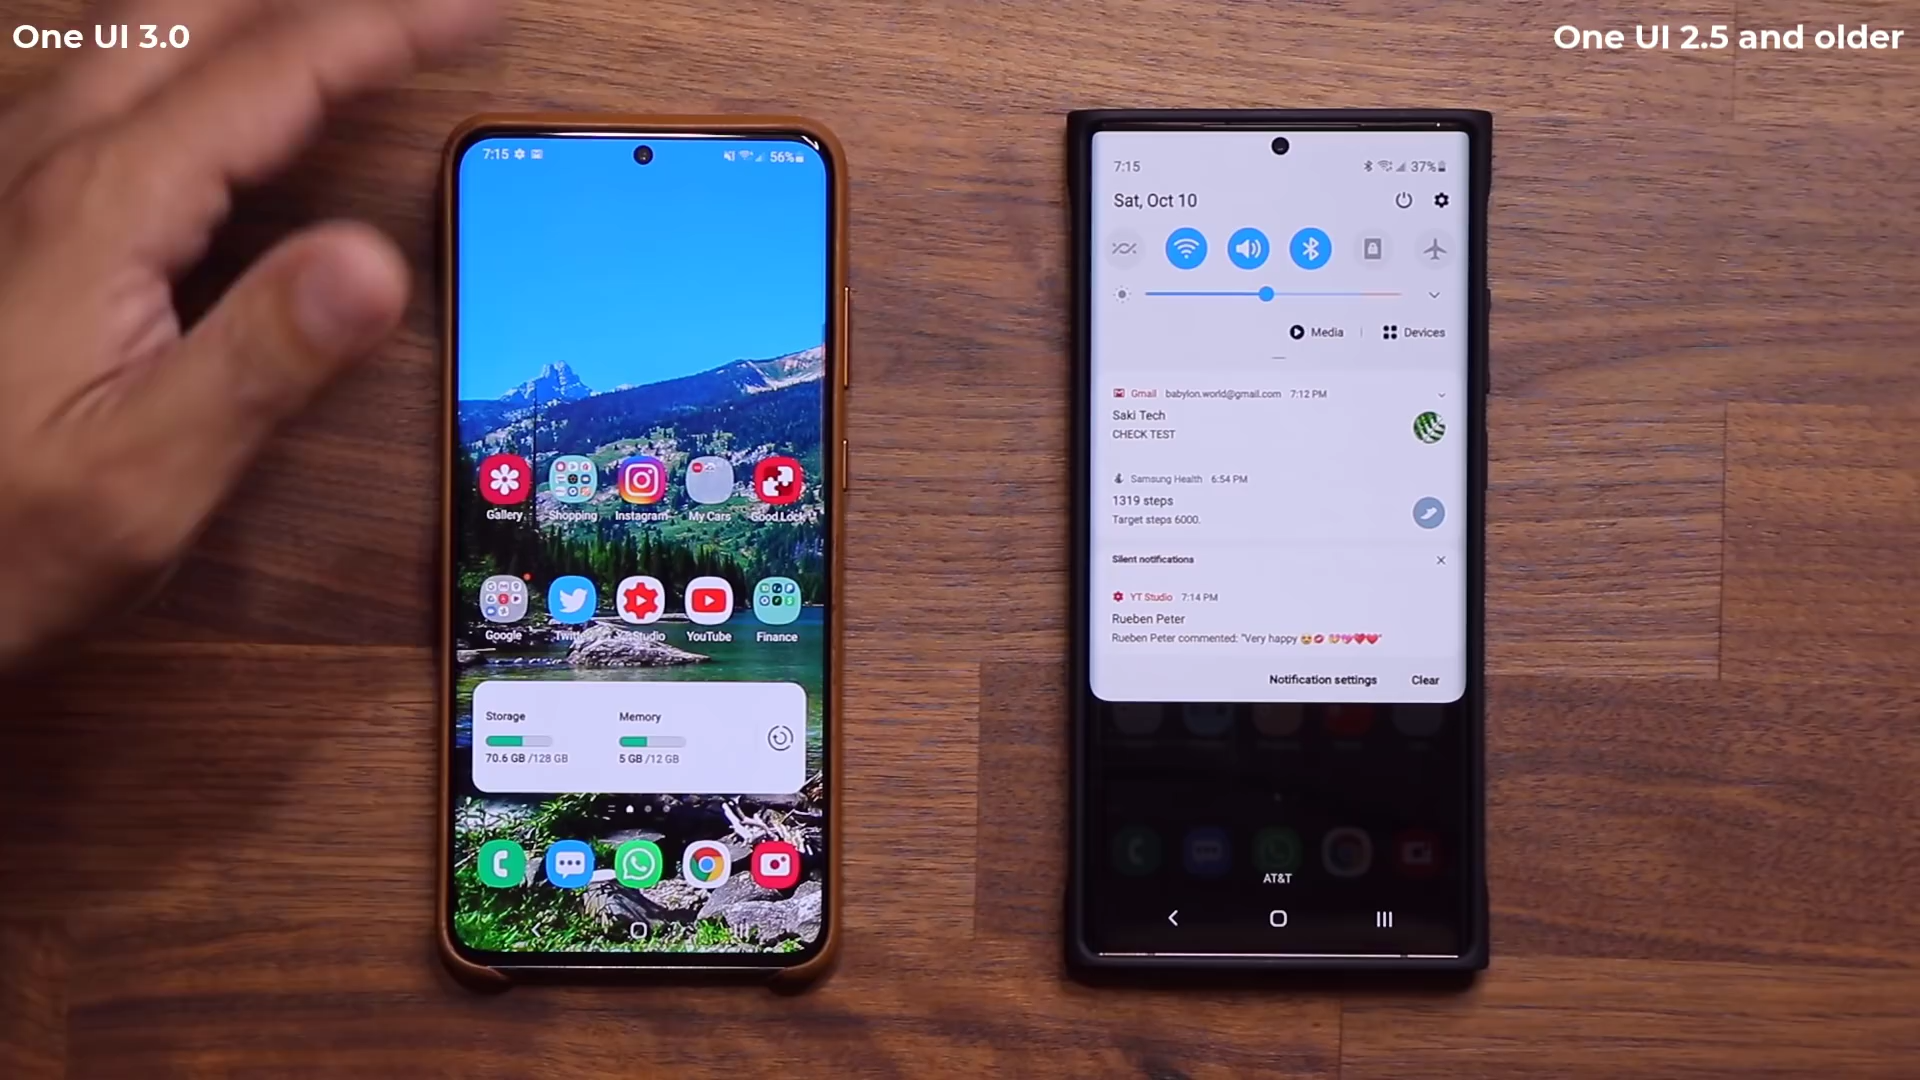 One UI 3.0
One UI 2.5 and older
7:15
56%
Gallery
Shopping
Instagram
My Cars
Good Lock
Google
Twitter
YT Studio
YouTube
Finance
Storage
Memory
70.6 GB /128 GB
5 GB /12 GB
7:15
37%
Sat, Oct 10
Media
Devices
Gmail babylon.world@gmail.com 7:12 PM
Saki Tech
CHECK TEST
Samsung Health 6:54 PM
1319 steps
Target steps 6000.
Silent notifications
YT Studio 7:14 PM
Rueben Peter
Rueben Peter commented: "Very happy 😭💋 😍💖❤️❤️"
Notification settings
Clear
AT&T